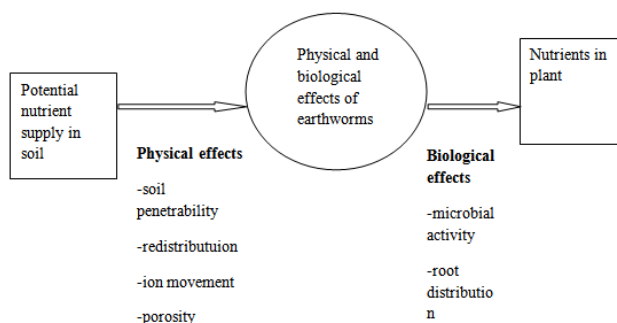 Potential
nutrient
supply in
soil
Physical and
biological
effects of
earthworms
Nutrients in
plant
Physical effects
-soil
penetrability
-redistributuion
-ion movement
-porosity
Biological
effects
-microbial
activity
-root
distributio
n